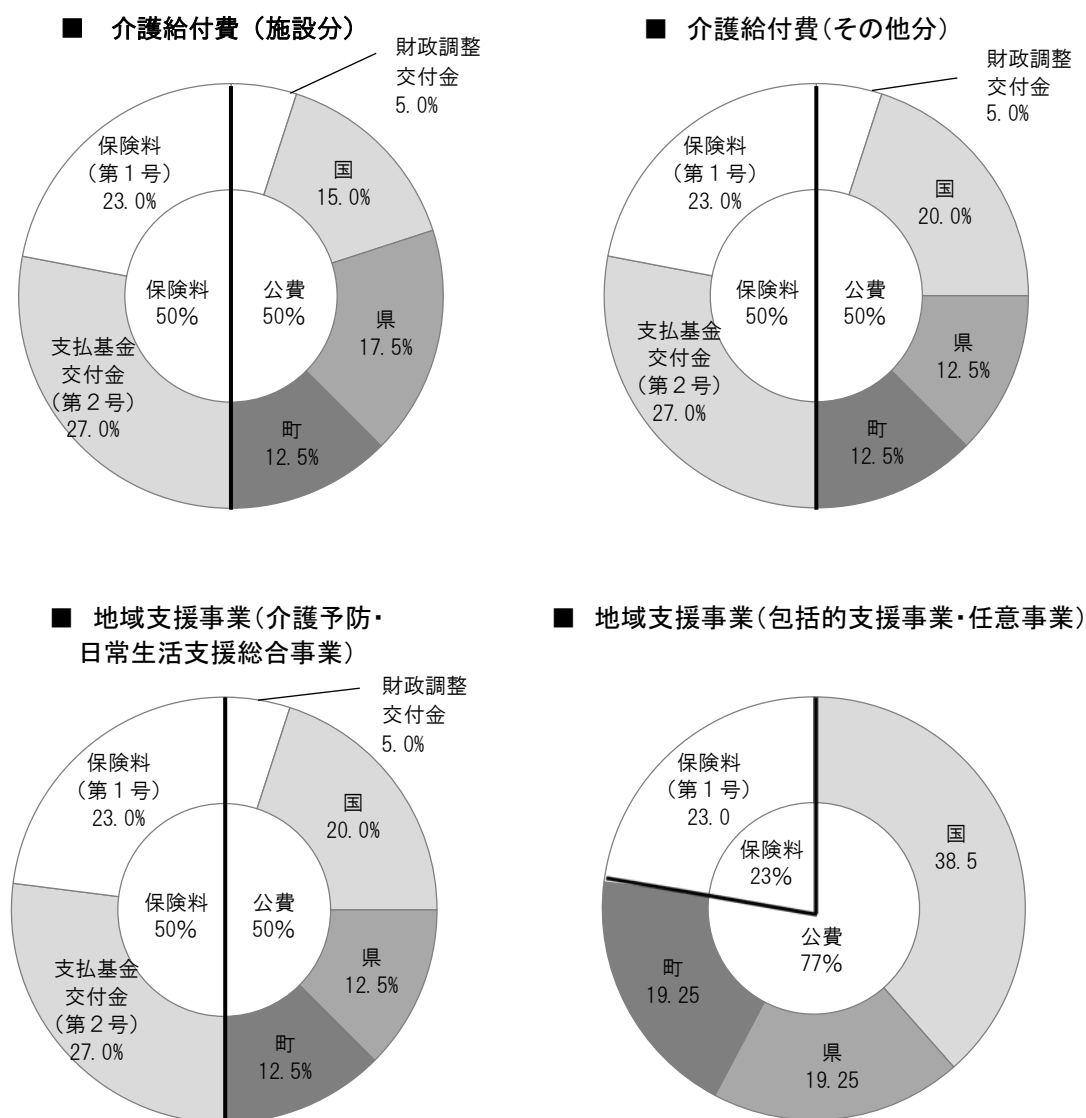 ■ 介護給付費（施設分）
財政調整
交付金
5.0%
保険料
（第１号）
23.0%
国
15.0%
保険料
50%
公費
50%
県
17.5%
支払基金
交付金
（第２号）
27.0%
町
12.5%
■ 介護給付費（その他分）
財政調整
交付金
5.0%
保険料
（第１号）
23.0%
国
20.0%
保険料
50%
公費
50%
県
12.5%
支払基金
交付金
（第２号）
27.0%
町
12.5%
■ 地域支援事業（介護予防・
日常生活支援総合事業）
財政調整
交付金
5.0%
保険料
（第１号）
23.0%
国
20.0%
保険料
50%
公費
50%
県
12.5%
支払基金
交付金
（第２号）
27.0%
町
12.5%
■ 地域支援事業（包括的支援事業・任意事業）
保険料
（第１号）
23.0
国
38.5
保険料
23%
公費
77%
町
19.25
県
19.25